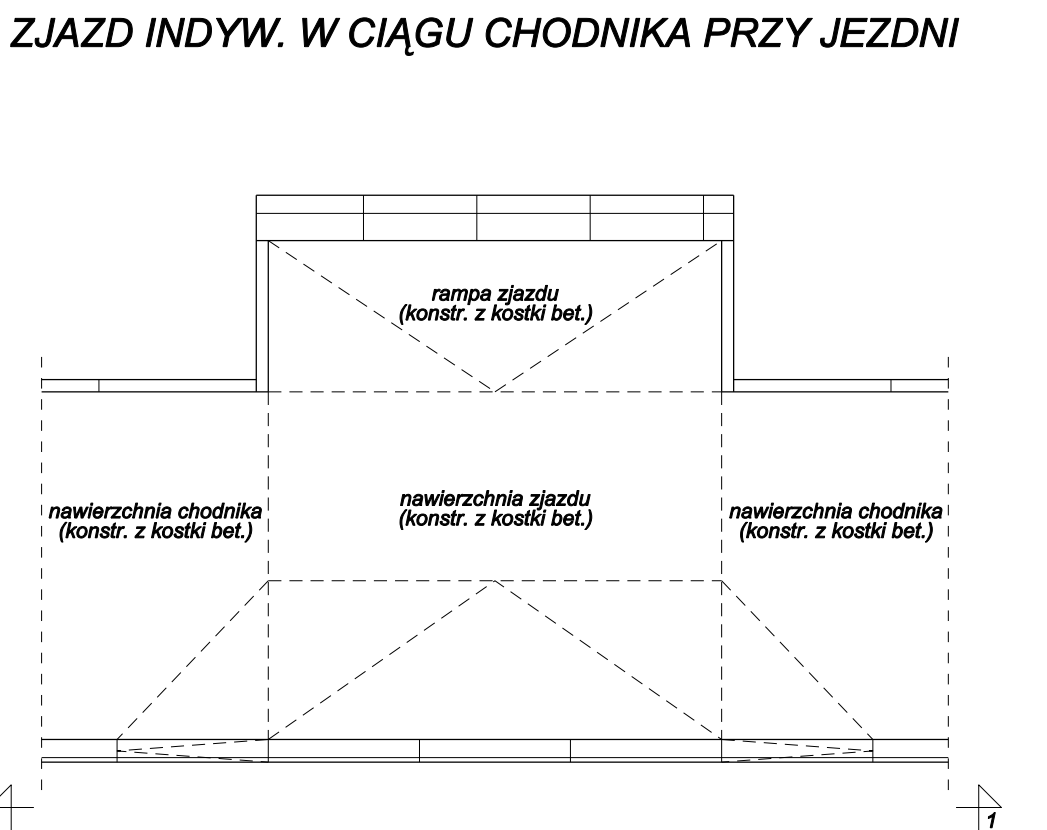 ZJAZD INDYW. W CIĄGU CHODNIKA PRZY JEZDNI
rampa zjazdu
(konstr. z kostki bet.)
nawierzchnia chodnika
(konstr. z kostki bet.)
nawierzchnia zjazdu
(konstr. z kostki bet.)
nawierzchnia chodnika
(konstr. z kostki bet.)
1